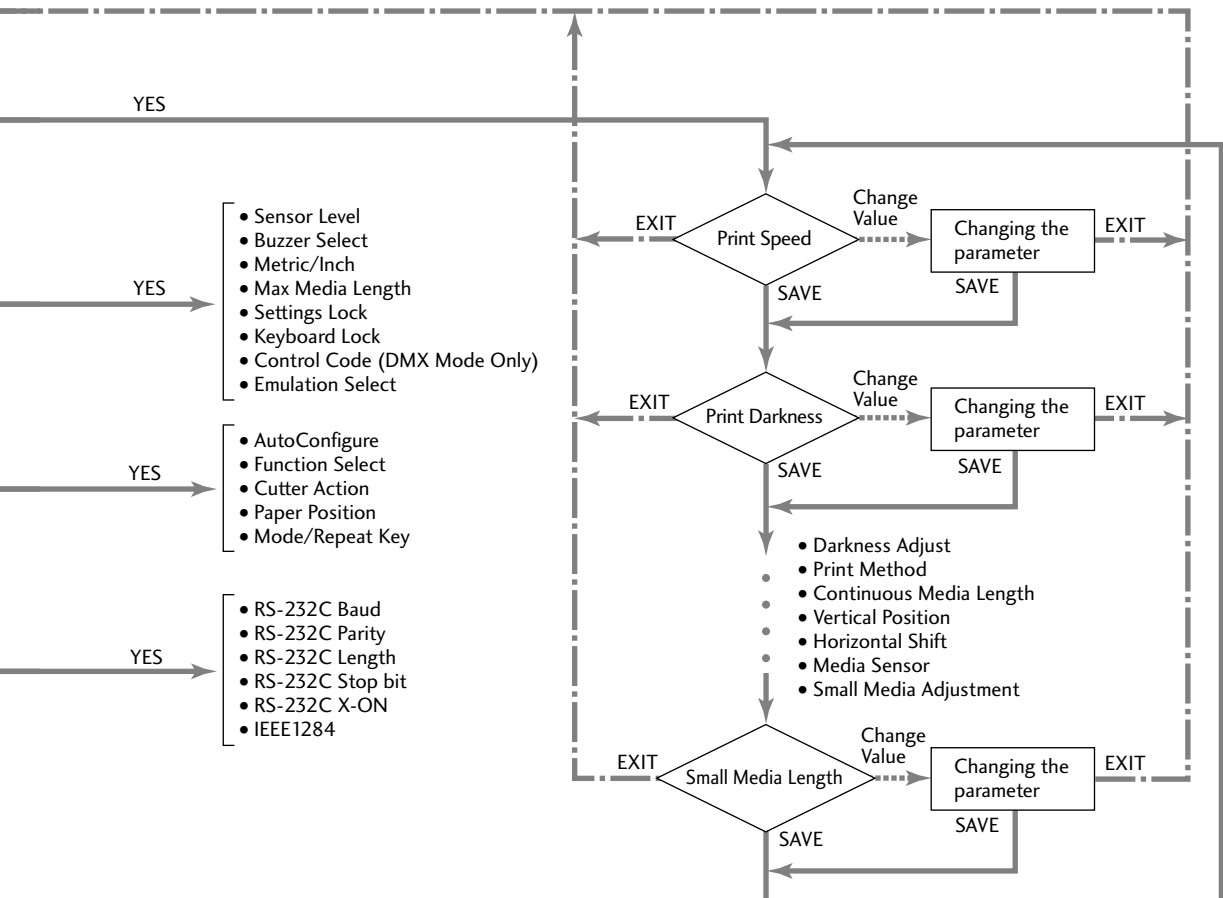 YES
YES
• Sensor Level
• Buzzer Select
• Metric/Inch
• Max Media Length
• Settings Lock
• Keyboard Lock
• Control Code (DMX Mode Only)
• Emulation Select
YES
• AutoConfigure
• Function Select
• Cutter Action
• Paper Position
• Mode/Repeat Key
YES
• RS-232C Baud
• RS-232C Parity
• RS-232C Length
• RS-232C Stop bit
• RS-232C X-ON
• IEEE1284
EXIT
Print Speed
Change
Value
Changing the
parameter
EXIT
SAVE
SAVE
EXIT
Print Darkness
Change
Value
Changing the
parameter
EXIT
SAVE
SAVE
• Darkness Adjust
• Print Method
• Continuous Media Length
• Vertical Position
• Horizontal Shift
• Media Sensor
• Small Media Adjustment
EXIT
Small Media Length
Change
Value
Changing the
parameter
EXIT
SAVE
SAVE